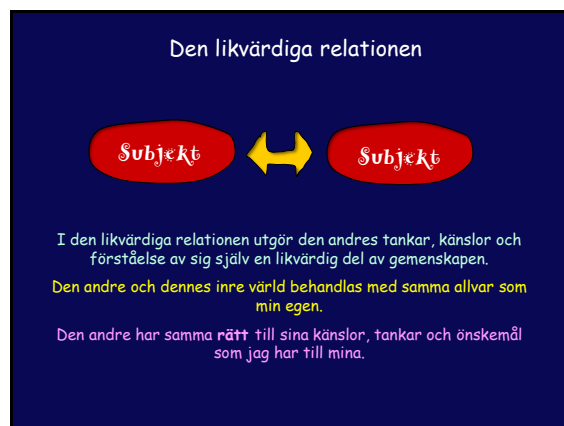 Den likvärdiga relationen
Subjekt
Subjekt
I den likvärdiga relationen utgör den andres tankar, känslor och
förståelse av sig själv en likvärdig del av gemenskapen.
Den andre och dennes inre värld behandlas med samma allvar som
min egen.
Den andre har samma rätt till sina känslor, tankar och önskemål
som jag har till mina.